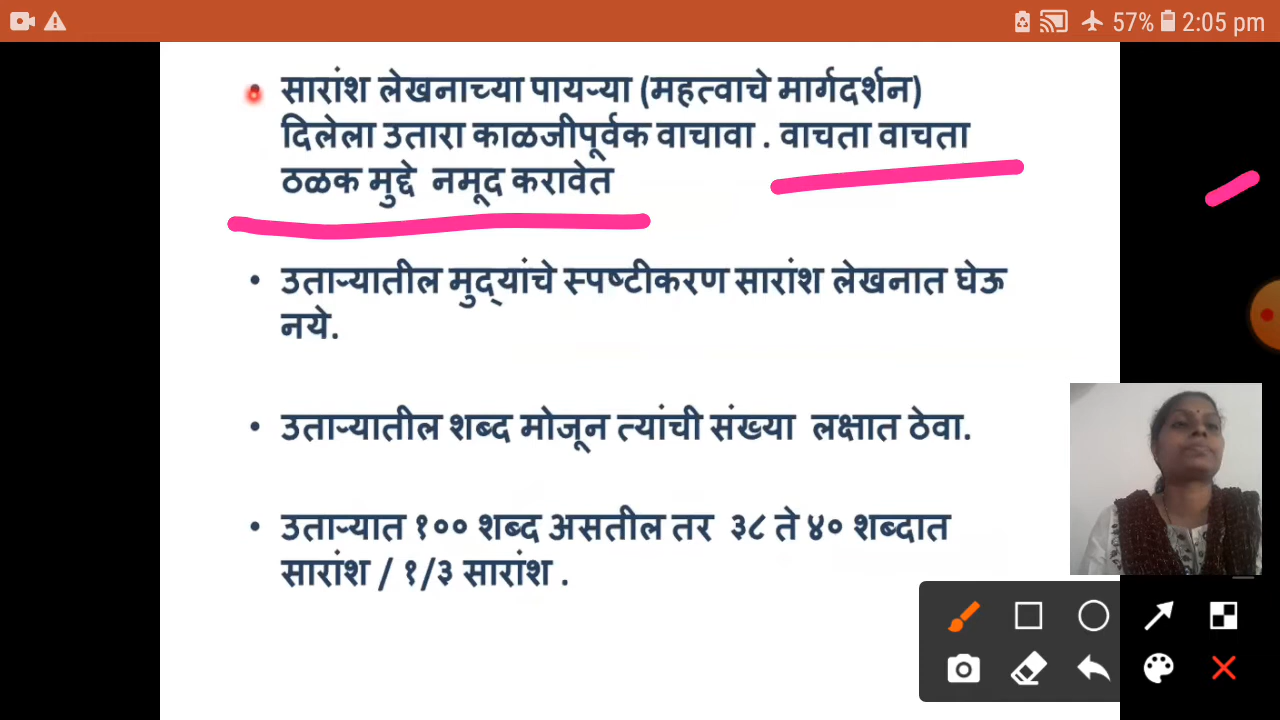 57% 2:05 pm
सारांश लेखनाच्या पायऱ्या (महत्वाचे मार्गदर्शन)
दिलेला उतारा काळजीपूर्वक वाचावा . वाचता वाचता
ठळक मुद्दे नमूद करावेत
• उताऱ्यातील मुद्‌यांचे स्पष्टीकरण सारांश लेखनात घेऊ
नये.
• उताऱ्यातील शब्द मोजून त्यांची संख्या लक्षात ठेवा.
• उताऱ्यात १०० शब्द असतील तर ३८ ते ४० शब्दात
सारांश / १/३ सारांश .